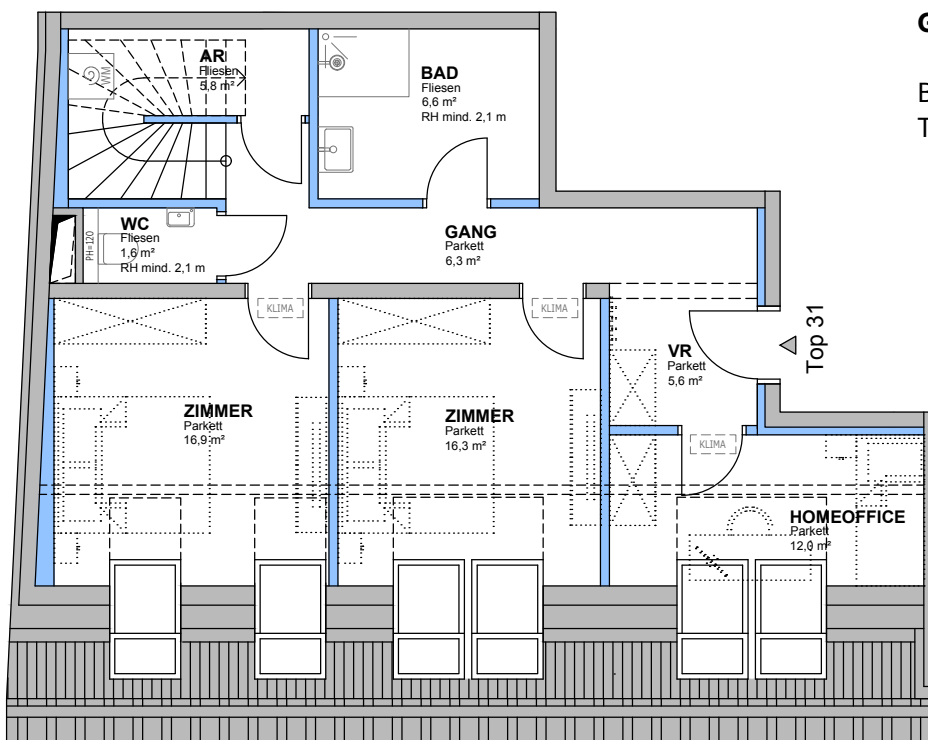 G
B
T
AR
Fliesen
5,8 m²
WM
BAD
Fliesen
6,6 m²
RH mind. 2,1 m
WC
Fliesen
1,6 m²
RH mind. 2,1 m
PH=120
GANG
Parkett
6,3 m²
KLIMA
KLIMA
VR
Parkett
5,6 m²
Top 31
ZIMMER
Parkett
16,9 m²
ZIMMER
Parkett
16,3 m²
KLIMA
HOMEOFFICE
Parkett
12,0 m²